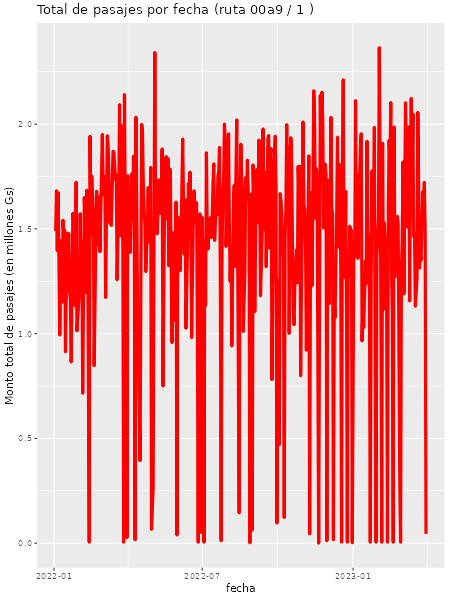 Total de pasajes por fecha (ruta 00a9 / 1 )
Monto total de pasajes (en millones Gs)
2.0
1.5
1.0
0.5
0.0
2022-01
2022-07
2023-01
fecha